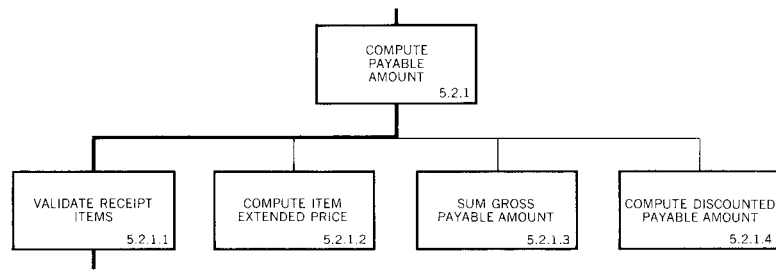 COMPUTE
PAYABLE
AMOUNT
5.2.1
VALIDATE RECEIPT
ITEMS
5.2.1.1
COMPUTE ITEM
EXTENDED PRICE
5.2.1.2
SUM GROSS
PAYABLE AMOUNT
5.2.1.3
COMPUTE DISCOUNTED
PAYABLE AMOUNT
5.2.1.4